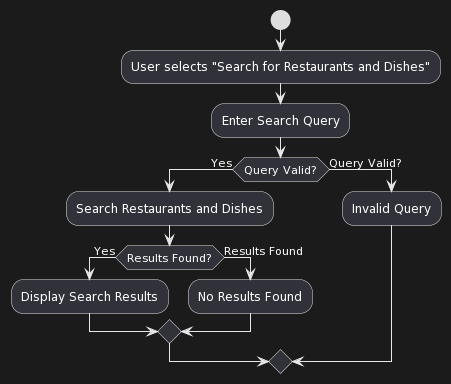 User selects "Search for Restaurants and Dishes"
Enter Search Query
Yes
Query Valid?
Query Valid?
Search Restaurants and Dishes
Invalid Query
Yes
Results Found?
Results Found
Display Search Results
No Results Found